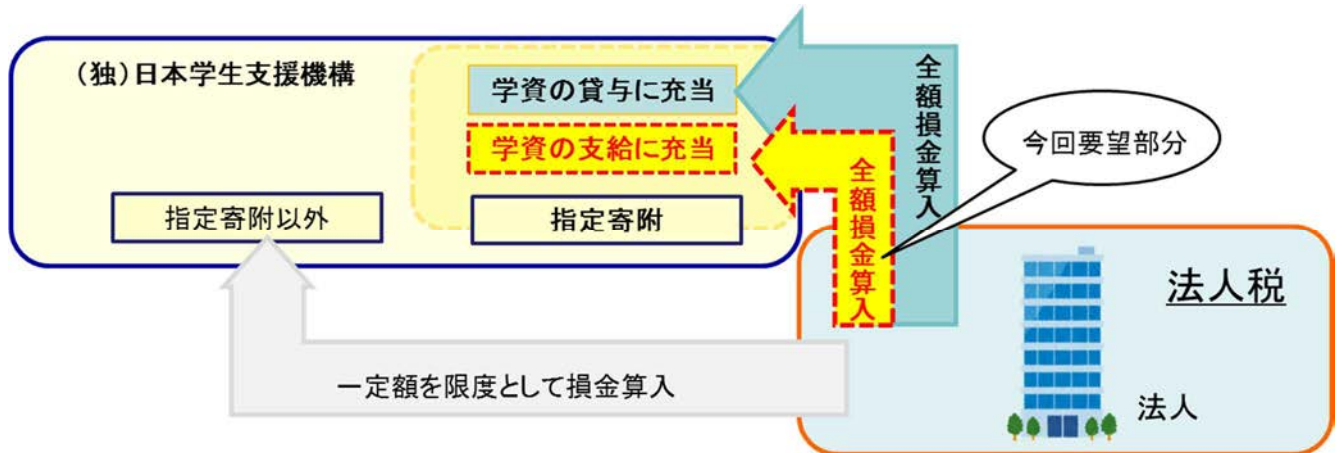 （独）日本学生支援機構
学資の貸与に充当
学資の支給に充当
指定寄附以外
指定寄附
全額損金算入
全額損金算入
今回要望部分
一定額を限度として損金算入
法人税
法人